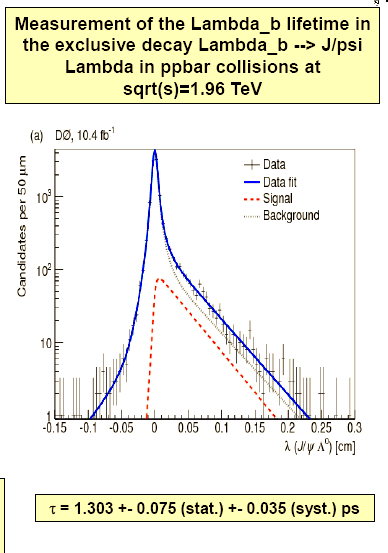 Measurement of the Lambda_b lifetime in
the exclusive decay Lambda_b --> J/psi
Lambda in ppbar collisions at
sqrt(s)=1.96 TeV
(a) DØ, 10.4 fb⁻¹
Candidates per 50 μm
10³
10²
10
1
Data
Data fit
Signal
Background
-0.15 -0.1 -0.05 0 0.05 0.1 0.15 0.2 0.25 0.3
λ (J/ψ Λ⁰) [cm]
τ = 1.303 +- 0.075 (stat.) +- 0.035 (syst.) ps